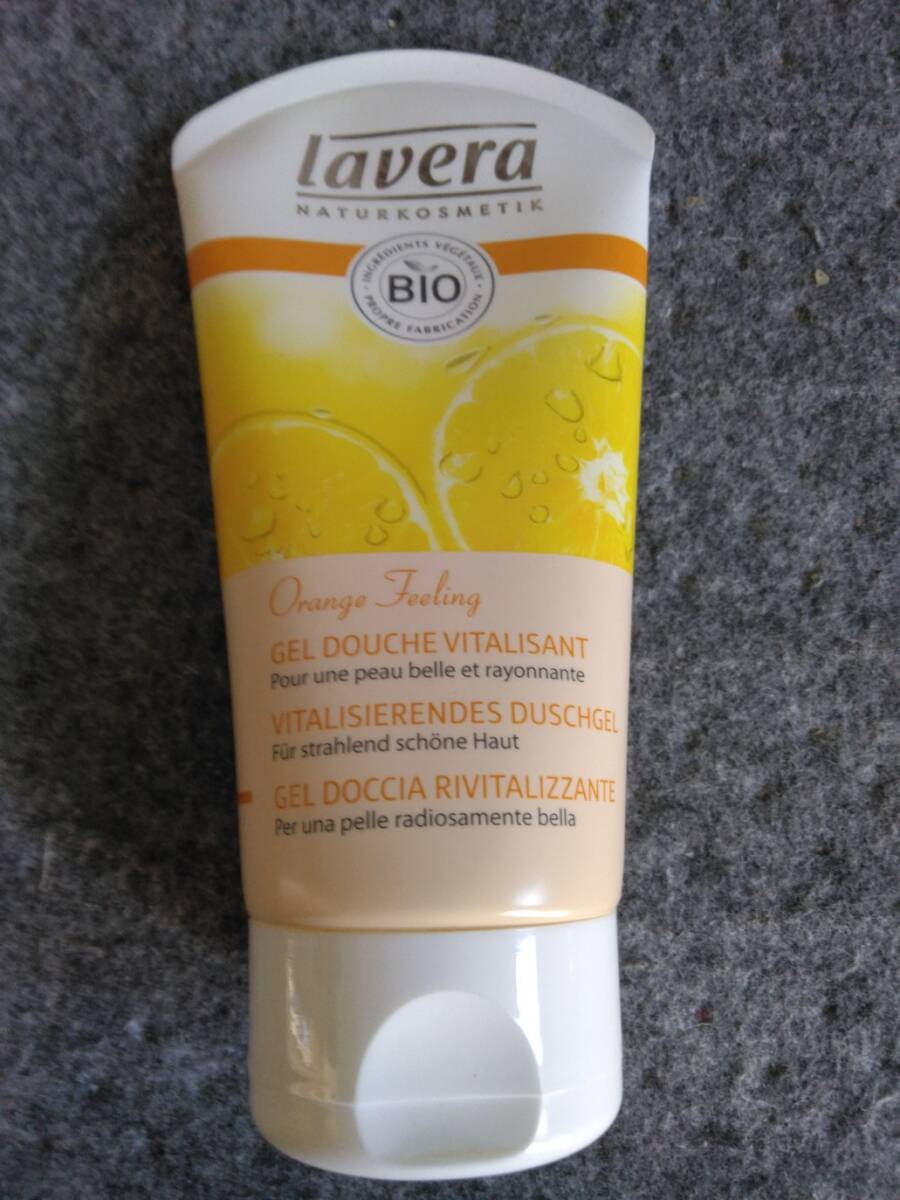 lavera
NATURKOSMETIK
INGRÉDIENTS VÉGÉTAUX
BIO
PROPRE FABRICATION
Orange Feeling
GEL DOUCHE VITALISANT
Pour une peau belle et rayonnante
VITALISIERENDES DUSCHGEL
Für strahlend schöne Haut
GEL DOCCIA RIVITALIZZANTE
Per una pelle radiosamente bella